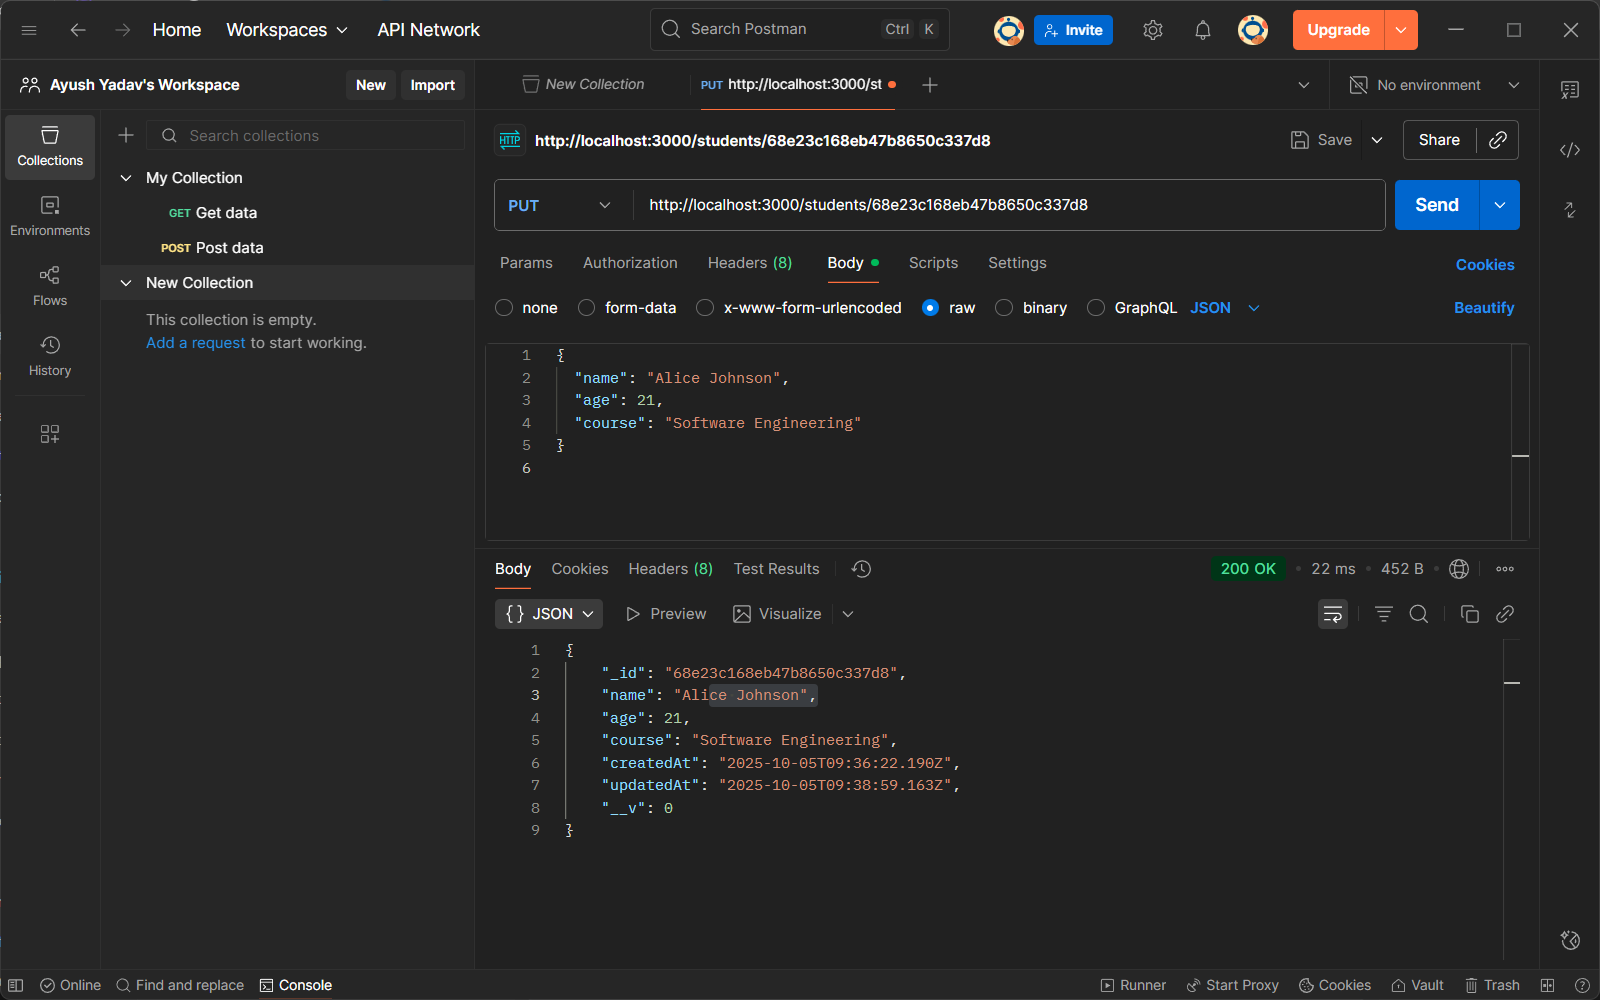 Home Workspaces API Network Search Postman Ctrl K Invite Upgrade
Ayush Yadav's Workspace New Import
New Collection PUT http://localhost:3000/st No environment
Collections
Environments
Flows
History
Search collections
My Collection
GET Get data
POST Post data
New Collection
This collection is empty.
Add a request to start working.
HTTP http://localhost:3000/students/68e23c168eb47b8650c337d8 Save Share
PUT http://localhost:3000/students/68e23c168eb47b8650c337d8 Send
Params Authorization Headers (8) Body Scripts Settings Cookies
none form-data x-www-form-urlencoded raw binary GraphQL JSON Beautify
1 {
2 "name": "Alice Johnson",
3 "age": 21,
4 "course": "Software Engineering"
5 }
6
Body Cookies Headers (8) Test Results 200 OK 22 ms 452 B
{} JSON Preview Visualize
1 {
2 "_id": "68e23c168eb47b8650c337d8",
3 "name": "Alice Johnson",
4 "age": 21,
5 "course": "Software Engineering",
6 "createdAt": "2025-10-05T09:36:22.190Z",
7 "updatedAt": "2025-10-05T09:38:59.163Z",
8 "__v": 0
9 }
Online Find and replace Console Runner Start Proxy Cookies Vault Trash